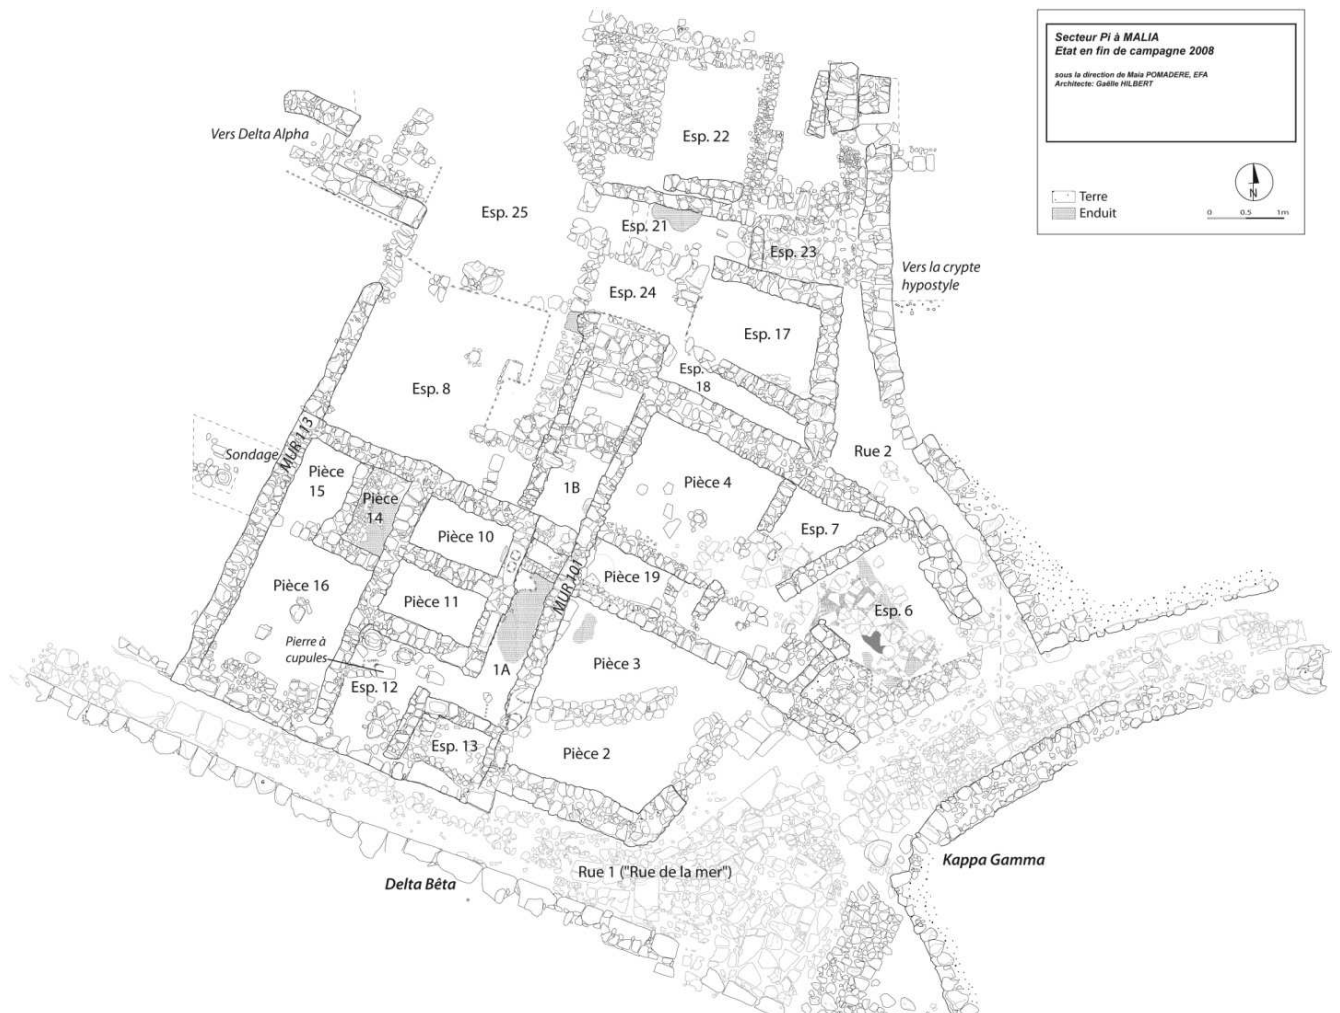 Secteur Pi à MALIA
Etat en fin de campagne 2008
sous la direction de Maia POMADERE, EFA
Architecte: Gaëlle HILBERT
N
Terre
Enduit
0 0.5 1m
Vers Delta Alpha
Esp. 22
Esp. 25
Esp. 21
Esp. 23
Vers la crypte
hypostyle
Esp. 24
Esp. 17
Esp.
18
Esp. 8
MUR 113
Sondage
Rue 2
Pièce
15
Pièce
14
1B
Pièce 4
Pièce 10
Esp. 7
MUR 101
Pièce 19
Pièce 16
Pièce 11
Esp. 6
Pierre à
cupules
1A
Pièce 3
Esp. 12
Esp. 13
Pièce 2
Kappa Gamma
Rue 1 ("Rue de la mer")
Delta Bêta